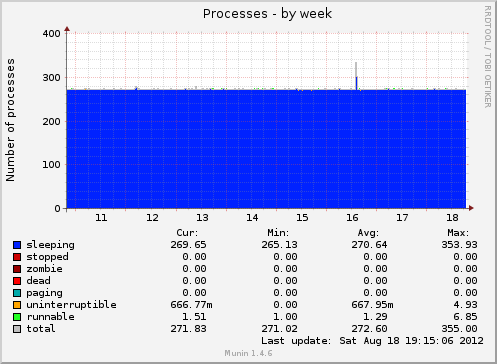 Processes - by week
RRDTOOL / TOBI OETIKER
Number of processes
400
300
200
100
0
11 12 13 14 15 16 17 18
Cur: Min: Avg: Max:
sleeping 269.65 265.13 270.64 353.93
stopped 0.00 0.00 0.00 0.00
zombie 0.00 0.00 0.00 0.00
dead 0.00 0.00 0.00 0.00
paging 0.00 0.00 0.00 0.00
uninterruptible 666.77m 0.00 667.95m 4.93
runnable 1.51 1.00 1.29 6.85
total 271.83 271.02 272.60 355.00
Last update: Sat Aug 18 19:15:06 2012
Munin 1.4.6